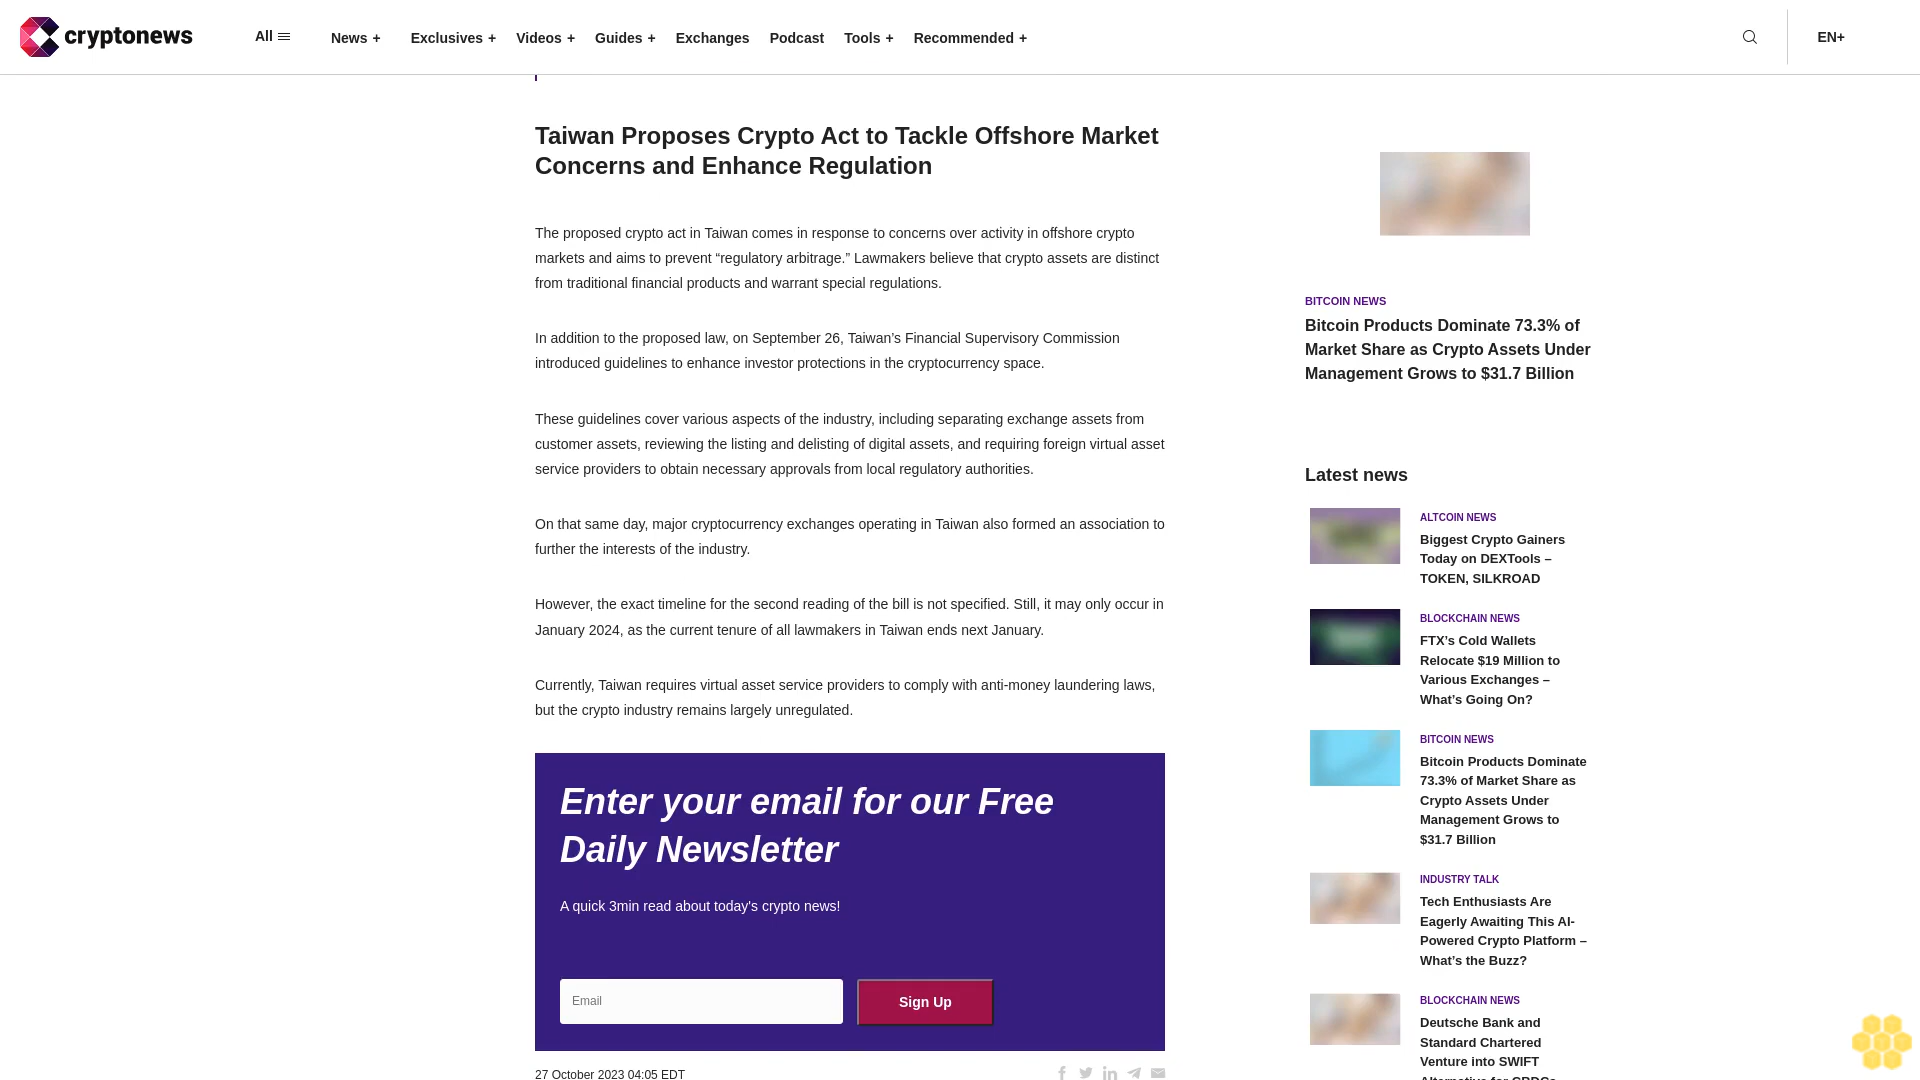 cryptonews
All
News +
Exclusives +
Videos +
Guides +
Exchanges
Podcast
Tools +
Recommended +
EN+
Taiwan Proposes Crypto Act to Tackle Offshore Market
Concerns and Enhance Regulation
The proposed crypto act in Taiwan comes in response to concerns over activity in offshore crypto
markets and aims to prevent “regulatory arbitrage.” Lawmakers believe that crypto assets are distinct
from traditional financial products and warrant special regulations.
In addition to the proposed law, on September 26, Taiwan’s Financial Supervisory Commission
introduced guidelines to enhance investor protections in the cryptocurrency space.
These guidelines cover various aspects of the industry, including separating exchange assets from
customer assets, reviewing the listing and delisting of digital assets, and requiring foreign virtual asset
service providers to obtain necessary approvals from local regulatory authorities.
On that same day, major cryptocurrency exchanges operating in Taiwan also formed an association to
further the interests of the industry.
However, the exact timeline for the second reading of the bill is not specified. Still, it may only occur in
January 2024, as the current tenure of all lawmakers in Taiwan ends next January.
Currently, Taiwan requires virtual asset service providers to comply with anti-money laundering laws,
but the crypto industry remains largely unregulated.
Enter your email for our Free
Daily Newsletter
A quick 3min read about today's crypto news!
Email
Sign Up
27 October 2023 04:05 EDT
BITCOIN NEWS
Bitcoin Products Dominate 73.3% of
Market Share as Crypto Assets Under
Management Grows to $31.7 Billion
Latest news
ALTCOIN NEWS
Biggest Crypto Gainers
Today on DEXTools –
TOKEN, SILKROAD
BLOCKCHAIN NEWS
FTX’s Cold Wallets
Relocate $19 Million to
Various Exchanges –
What’s Going On?
BITCOIN NEWS
Bitcoin Products Dominate
73.3% of Market Share as
Crypto Assets Under
Management Grows to
$31.7 Billion
INDUSTRY TALK
Tech Enthusiasts Are
Eagerly Awaiting This AI-
Powered Crypto Platform –
What’s the Buzz?
BLOCKCHAIN NEWS
Deutsche Bank and
Standard Chartered
Venture into SWIFT
Alternative for CBDCs